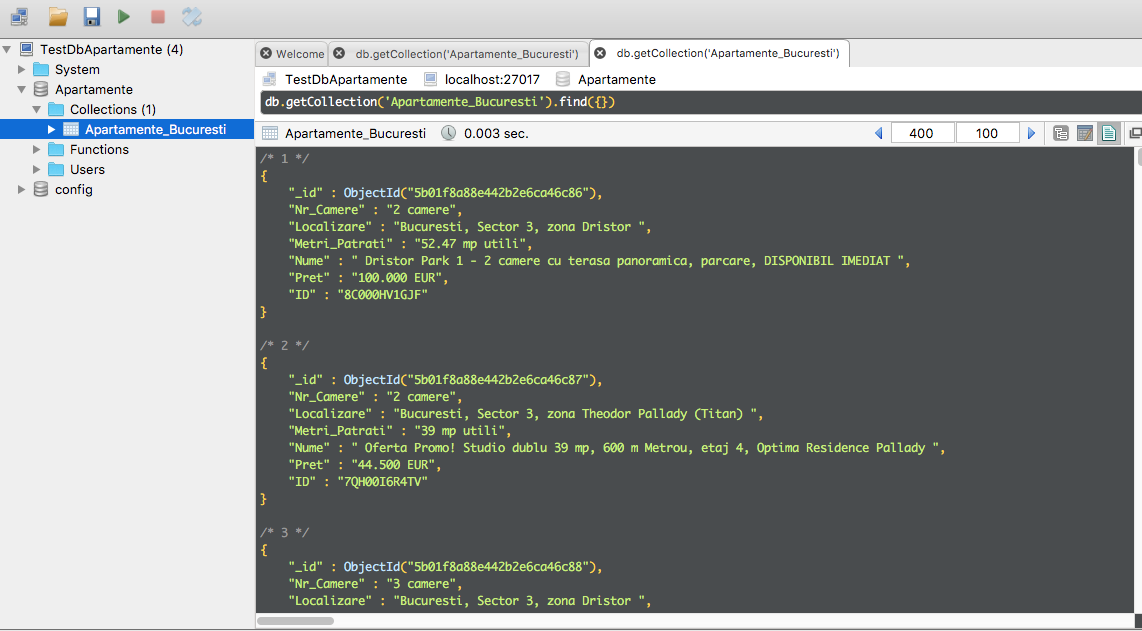 TestDbApartamente (4)
System
Apartamente
Collections (1)
Apartamente_Bucuresti
Functions
Users
config
Welcome
db.getCollection('Apartamente_Bucuresti')
db.getCollection('Apartamente_Bucuresti')
TestDbApartamente localhost:27017 Apartamente
db.getCollection('Apartamente_Bucuresti').find({})
Apartamente_Bucuresti 0.003 sec. 400 100
/* 1 */
{
"_id" : ObjectId("5b01f8a88e442b2e6ca46c86"),
"Nr_Camere" : "2 camere",
"Localizare" : "Bucuresti, Sector 3, zona Dristor ",
"Metri_Patrati" : "52.47 mp utili",
"Nume" : " Dristor Park 1 - 2 camere cu terasa panoramica, parcare, DISPONIBIL IMEDIAT ",
"Pret" : "100.000 EUR",
"ID" : "8C000HV1GJF"
}
/* 2 */
{
"_id" : ObjectId("5b01f8a88e442b2e6ca46c87"),
"Nr_Camere" : "2 camere",
"Localizare" : "Bucuresti, Sector 3, zona Theodor Pallady (Titan) ",
"Metri_Patrati" : "39 mp utili",
"Nume" : " Oferta Promo! Studio dublu 39 mp, 600 m Metrou, etaj 4, Optima Residence Pallady ",
"Pret" : "44.500 EUR",
"ID" : "7QH00I6R4TV"
}
/* 3 */
{
"_id" : ObjectId("5b01f8a88e442b2e6ca46c88"),
"Nr_Camere" : "3 camere",
"Localizare" : "Bucuresti, Sector 3, zona Dristor ",